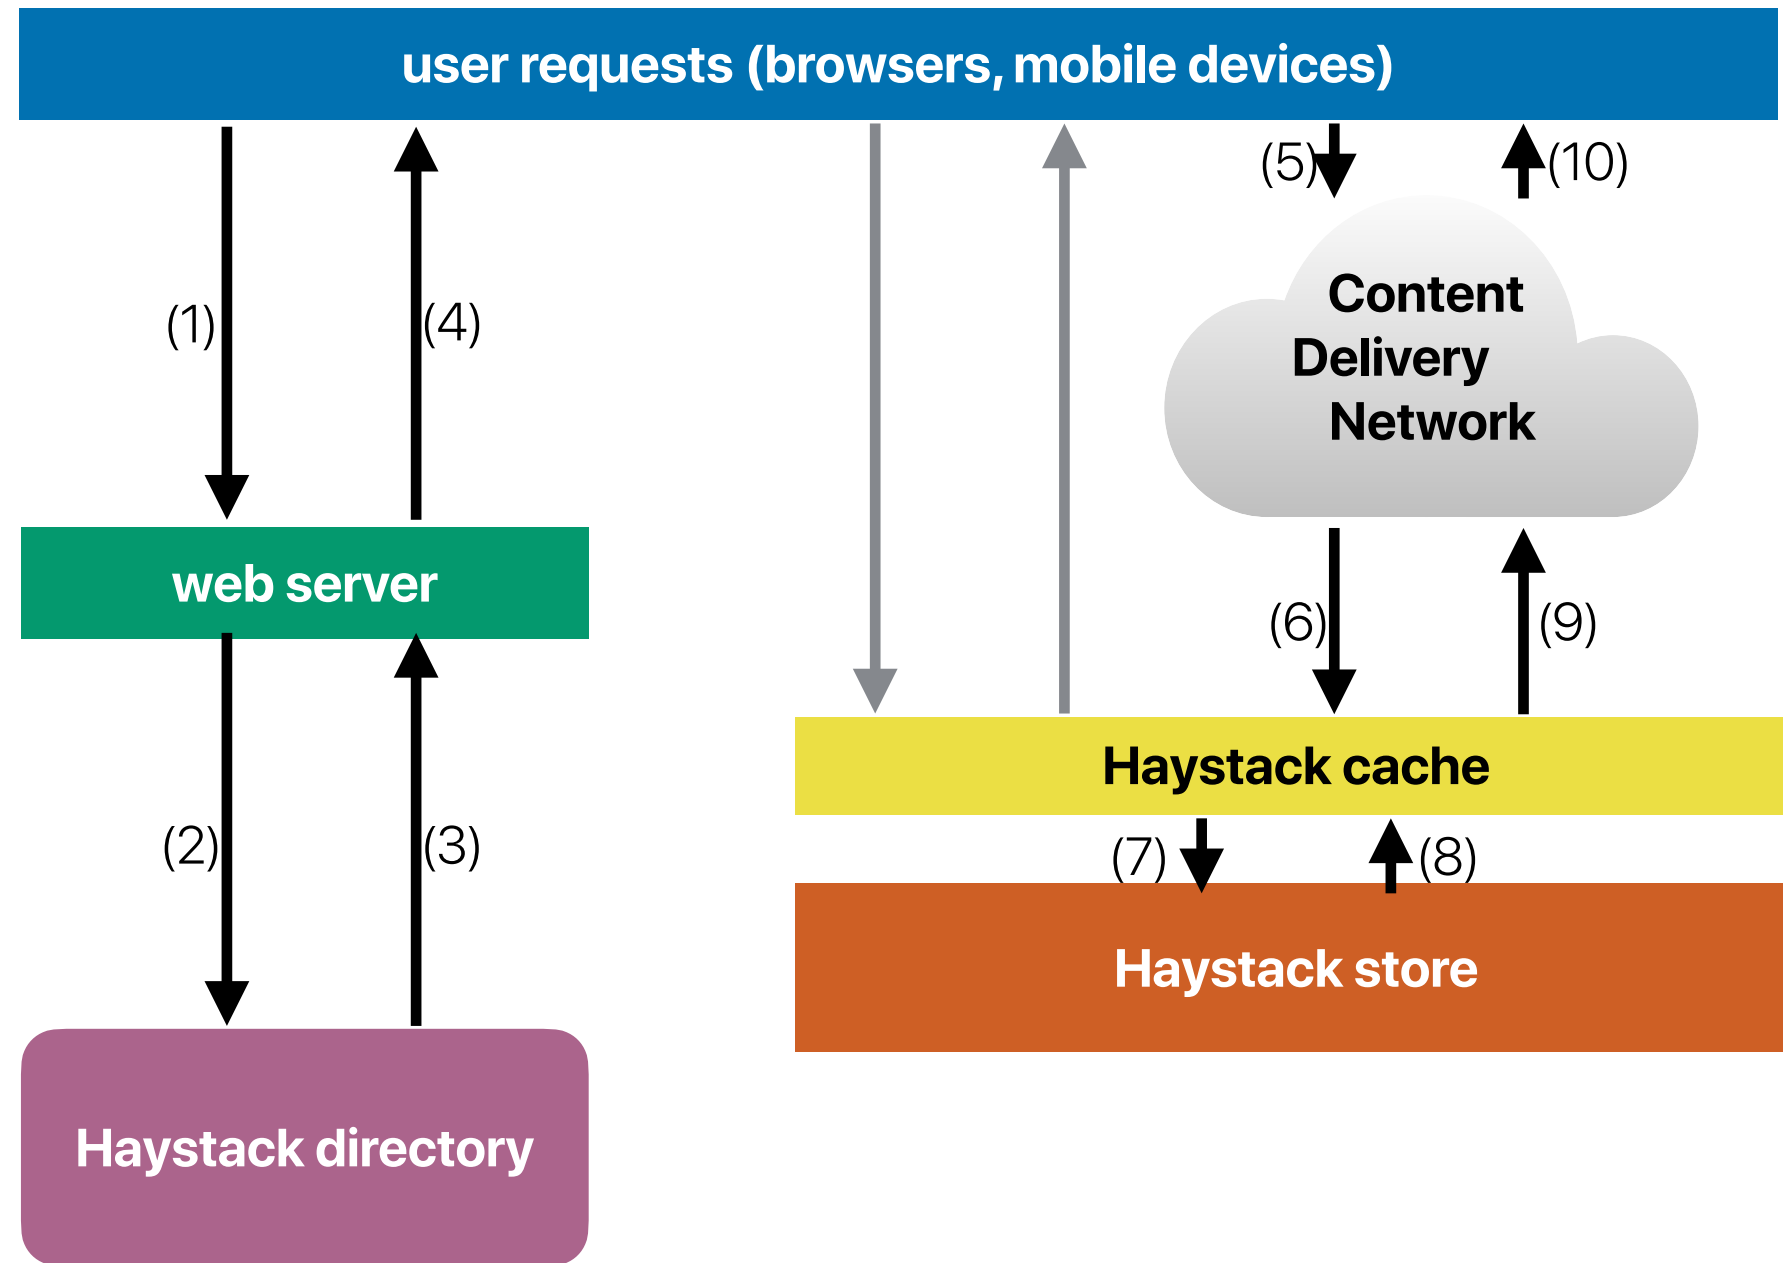 user requests (browsers, mobile devices)
(5)
(10)
(1)
(4)
Content
Delivery
Network
web server
(6)
(9)
Haystack cache
(2)
(3)
(7)
(8)
Haystack store
Haystack directory